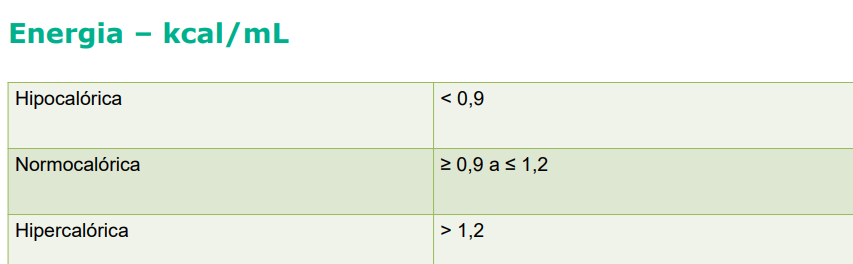 Energia – kcal/mL
Hipocalórica < 0,9
Normocalórica ≥ 0,9 a ≤ 1,2
Hipercalórica > 1,2